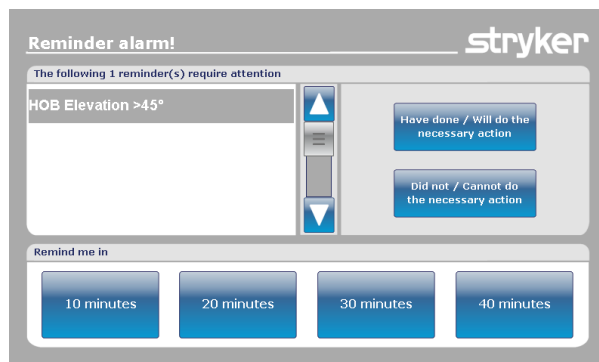 Reminder alarm!
stryker
The following 1 reminder(s) require attention
HOB Elevation >45°
Have done / Will do the
necessary action
Did not / Cannot do
the necessary action
Remind me in
10 minutes
20 minutes
30 minutes
40 minutes